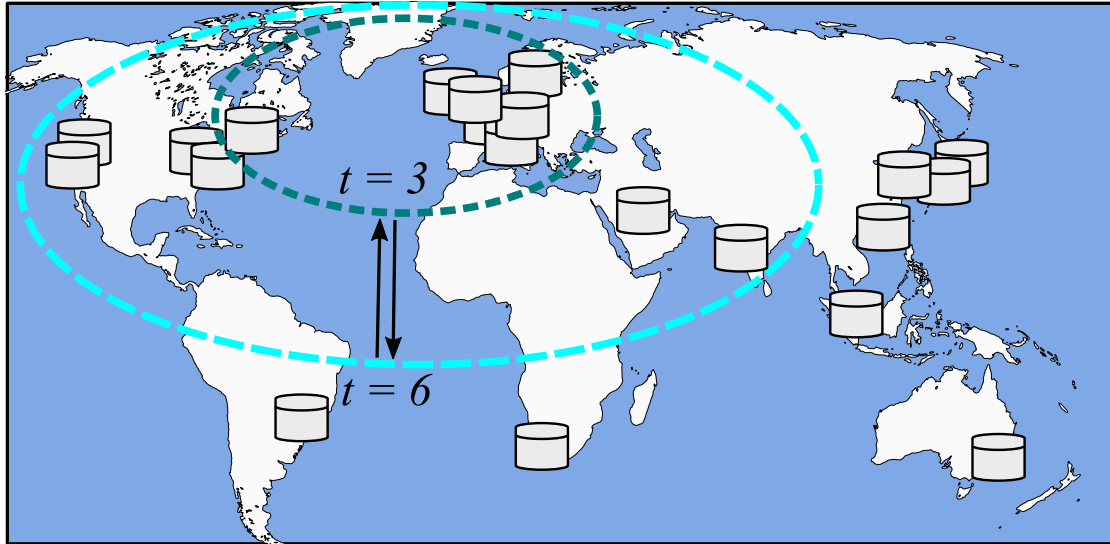 t = 3
t = 6